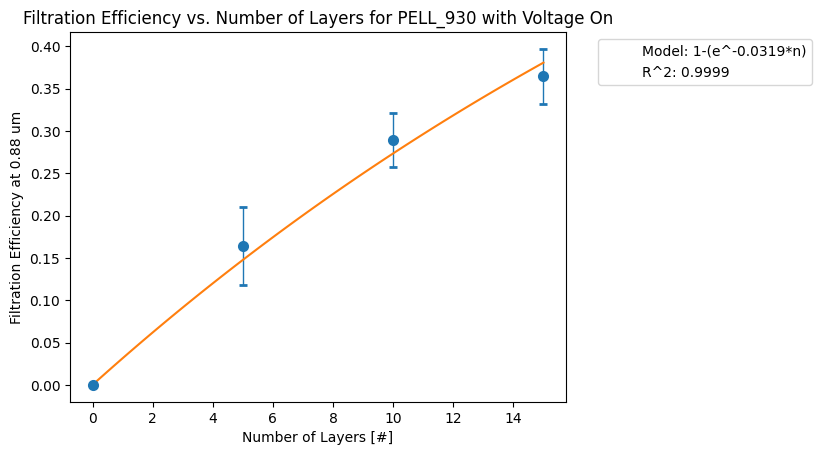 Filtration Efficiency vs. Number of Layers for PELL_930 with Voltage On
Model: 1-(e^-0.0319*n)
R^2: 0.9999
Filtration Efficiency at 0.88 um
0.40
0.35
0.30
0.25
0.20
0.15
0.10
0.05
0.00
0 2 4 6 8 10 12 14
Number of Layers [#]